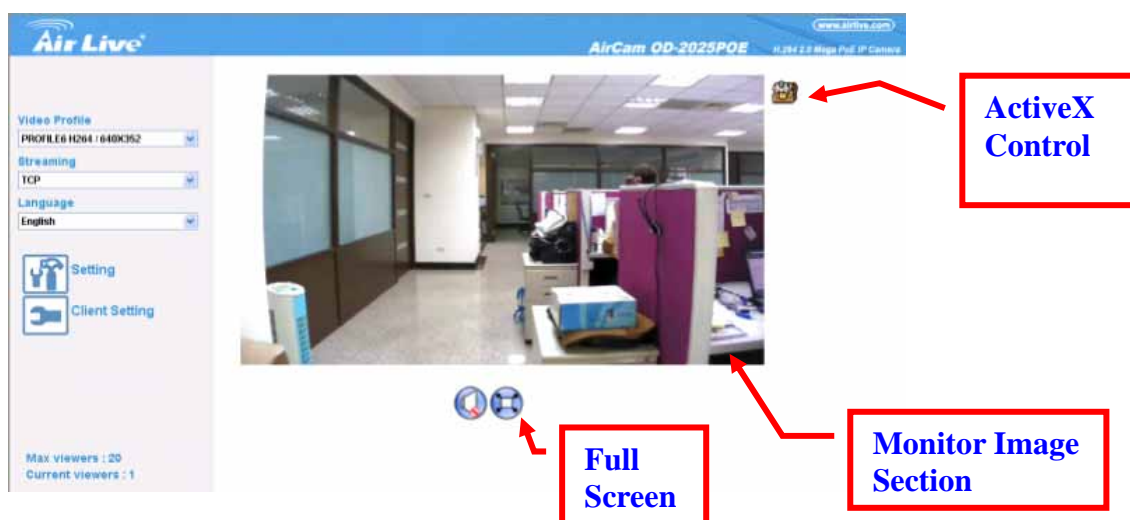 www.airlive.com
Air Live
AirCam OD-2025POE
H.264 2.0 Mega PoE IP Camera
ActiveX
Control
Video Profile
PROFILE6 H264 / 640X352
Streaming
TCP
Language
English
Setting
Client Setting
Max viewers : 20
Current viewers : 1
Full
Screen
Monitor Image
Section